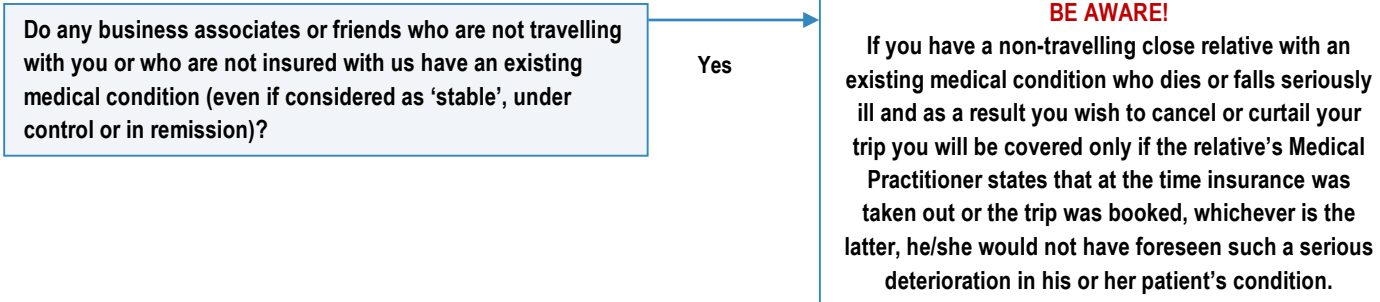 Do any business associates or friends who are not travelling
with you or who are not insured with us have an existing
medical condition (even if considered as ‘stable’, under
control or in remission)?
Yes
BE AWARE!
If you have a non-travelling close relative with an
existing medical condition who dies or falls seriously
ill and as a result you wish to cancel or curtail your
trip you will be covered only if the relative’s Medical
Practitioner states that at the time insurance was
taken out or the trip was booked, whichever is the
latter, he/she would not have foreseen such a serious
deterioration in his or her patient’s condition.